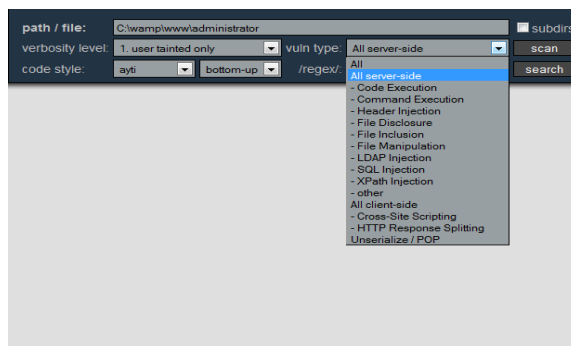 path / file: C:\wamp\www\administrator subdirs
verbosity level: 1. user tainted only vuln type: All server-side scan
code style: ayti bottom-up /regex/: search
All
All server-side
- Code Execution
- Command Execution
- Header Injection
- File Disclosure
- File Inclusion
- File Manipulation
- LDAP Injection
- SQL Injection
- XPath Injection
- other
All client-side
- Cross-Site Scripting
- HTTP Response Splitting
Unserialize / POP